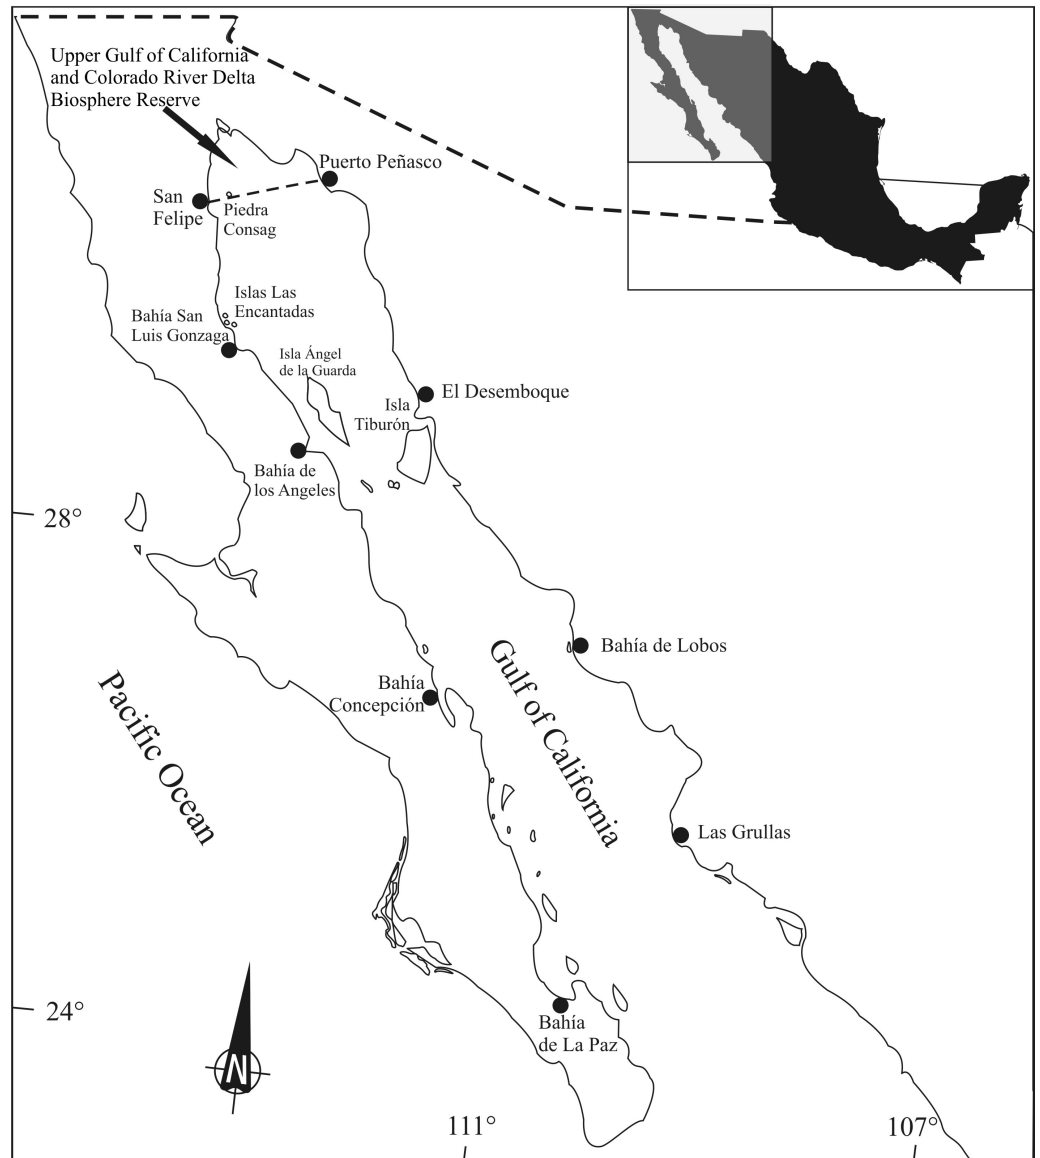 Upper Gulf of California
and Colorado River Delta
Biosphere Reserve
Puerto Peñasco
San
Felipe
Piedra
Consag
Islas Las
Encantadas
Bahía San
Luis Gonzaga
Isla Ángel
de la Guarda
El Desemboque
Isla
Tiburón
Bahía de
los Angeles
28°
Bahía de Lobos
Gulf of California
Bahía
Concepción
Pacific Ocean
Las Grullas
24°
Bahía
de La Paz
N
111°
107°